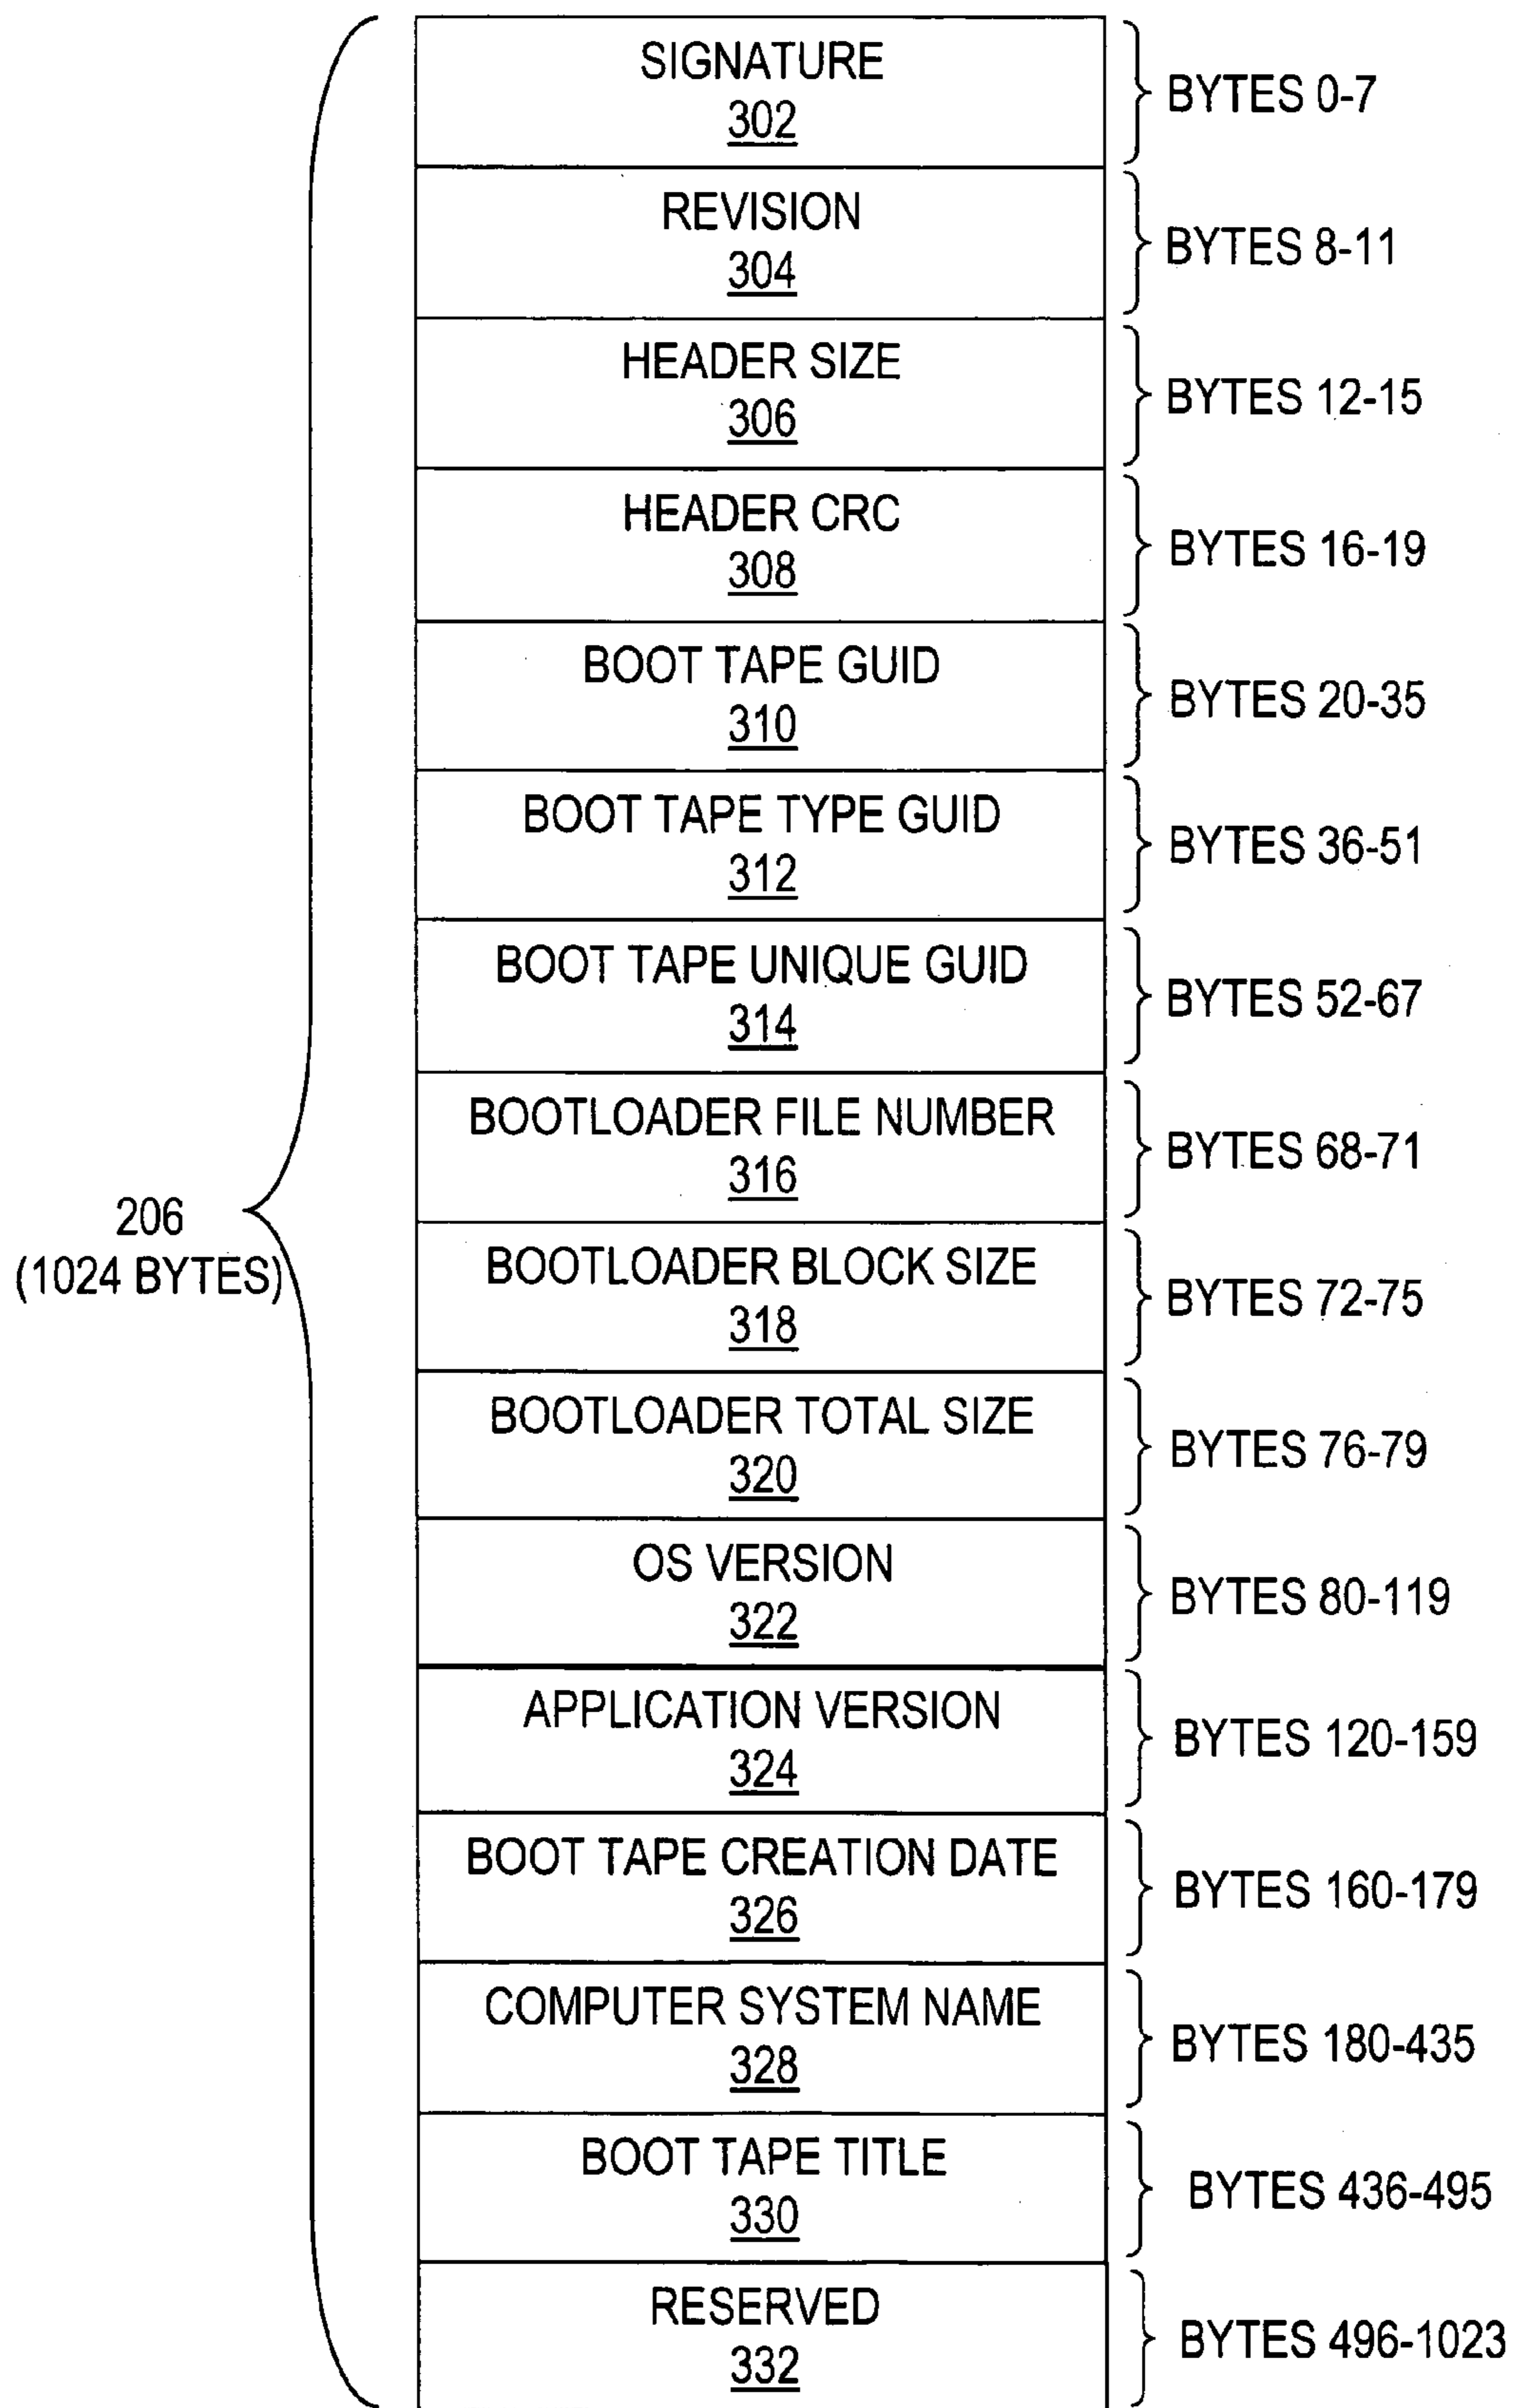 SIGNATURE
302
BYTES 0-7
REVISION
304
BYTES 8-11
HEADER SIZE
306
BYTES 12-15
HEADER CRC
308
BYTES 16-19
BOOT TAPE GUID
310
BYTES 20-35
BOOT TAPE TYPE GUID
312
BYTES 36-51
BOOT TAPE UNIQUE GUID
314
BYTES 52-67
BOOTLOADER FILE NUMBER
316
BYTES 68-71
206
(1024 BYTES)
BOOTLOADER BLOCK SIZE
318
BYTES 72-75
BOOTLOADER TOTAL SIZE
320
BYTES 76-79
OS VERSION
322
BYTES 80-119
APPLICATION VERSION
324
BYTES 120-159
BOOT TAPE CREATION DATE
326
BYTES 160-179
COMPUTER SYSTEM NAME
328
BYTES 180-435
BOOT TAPE TITLE
330
BYTES 436-495
RESERVED
332
BYTES 496-1023